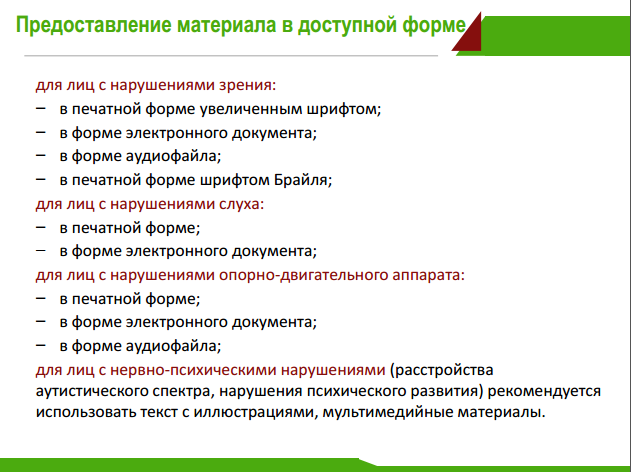 Предоставление материала в доступной форме
для лиц с нарушениями зрения:
– в печатной форме увеличенным шрифтом;
– в форме электронного документа;
– в форме аудиофайла;
– в печатной форме шрифтом Брайля;
для лиц с нарушениями слуха:
– в печатной форме;
– в форме электронного документа;
для лиц с нарушениями опорно-двигательного аппарата:
– в печатной форме;
– в форме электронного документа;
– в форме аудиофайла;
для лиц с нервно-психическими нарушениями (расстройства
аутистического спектра, нарушения психического развития) рекомендуется
использовать текст с иллюстрациями, мультимедийные материалы.